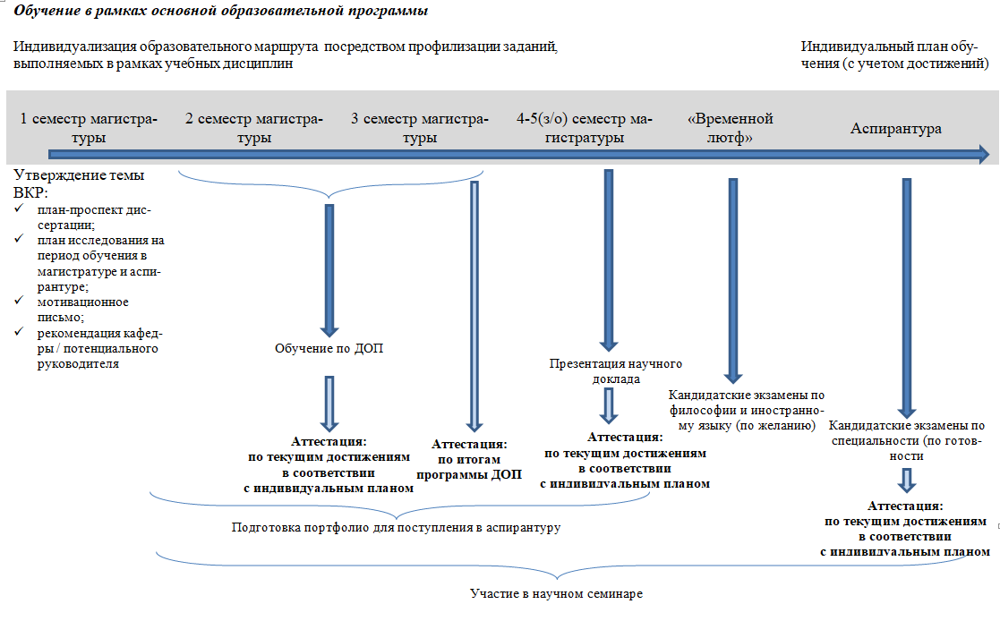 Обучение в рамках основной образовательной программы
Индивидуализация образовательного маршрута посредством профилизации заданий,
выполняемых в рамках учебных дисциплин
Индивидуальный план обу-
чения (с учетом достижений)
1 семестр магистра-
туры
2 семестр магистра-
туры
3 семестр магистра-
туры
4-5(з/о) семестр ма-
гистратуры
«Временной
лютф»
Аспирантура
Утверждение темы
ВКР:
✓ план-проспект дис-
сертации;
✓ план исследования на
период обучения в
магистратуре и аспи-
рантуре;
✓ мотивационное
письмо;
✓ рекомендация кафед-
ры / потенциального
руководителя
Обучение по ДОП
Аттестация:
по текущим достижениям
в соответствии
с индивидуальным планом
Аттестация:
по итогам
программы ДОП
Презентация научного
доклада
Аттестация:
по текущим достижениям
в соответствии
с индивидуальным планом
Кандидатские экзамены по
философии и иностранно-
му языку (по желанию)
Кандидатские экзамены по
специальности (по готов-
ности
Аттестация:
по текущим достижениям
в соответствии
с индивидуальным планом
Подготовка портфолио для поступления в аспирантуру
Участие в научном семинаре